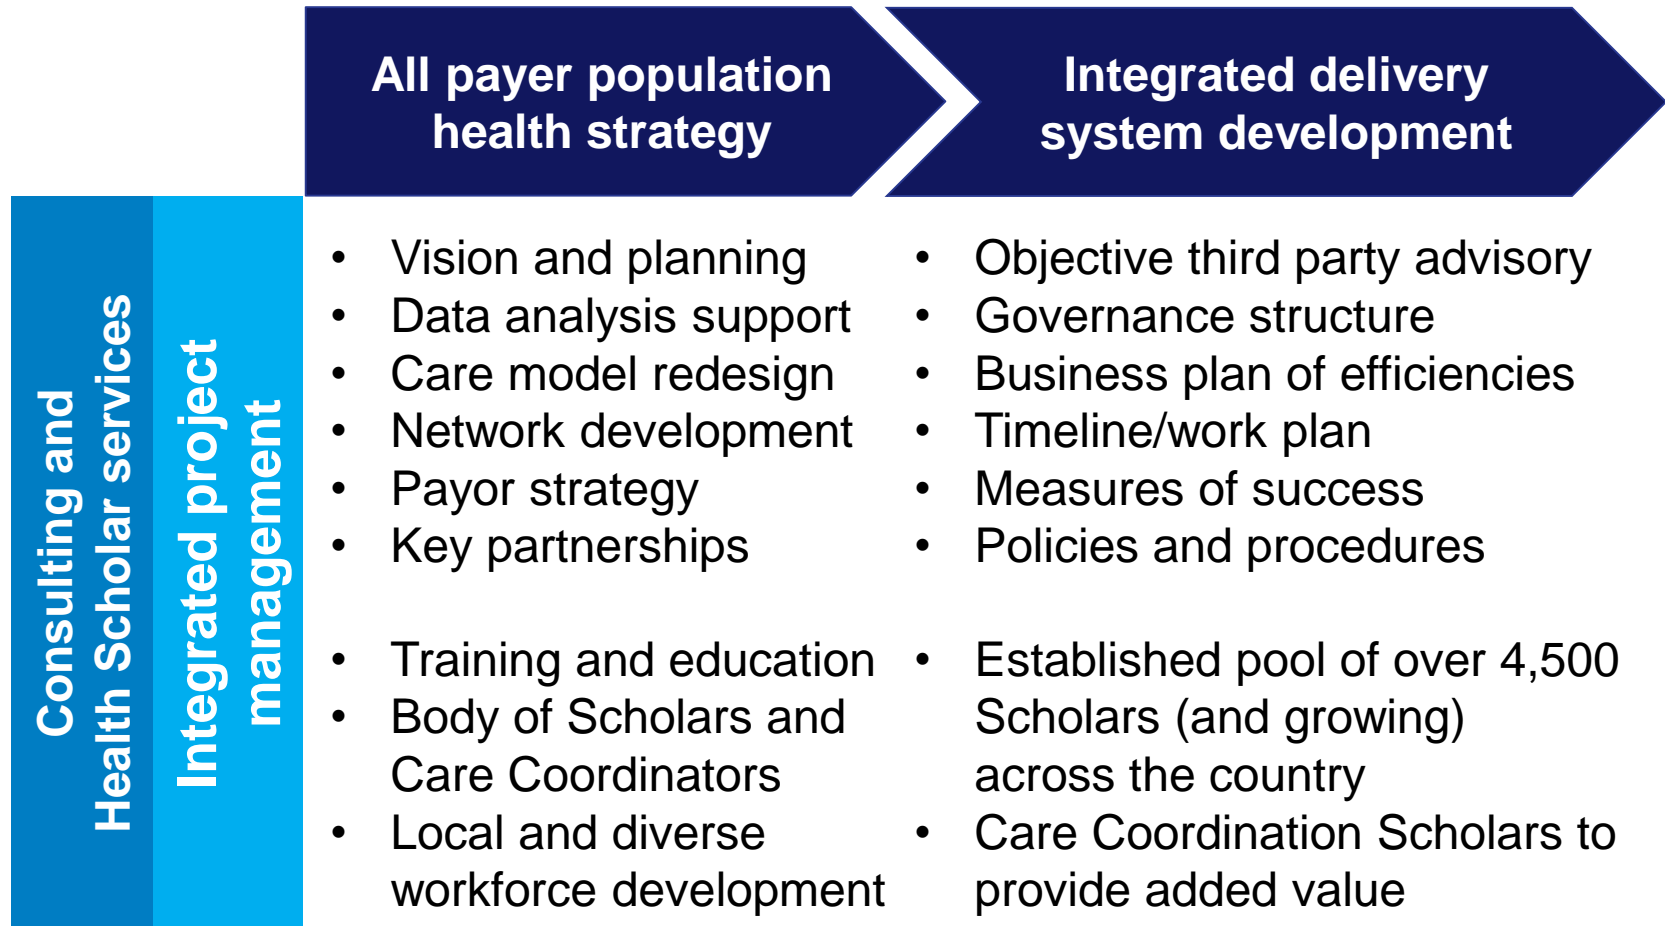 All payer population
health strategy
Integrated delivery
system development
Consulting and
Health Scholar services
Integrated project
management
• Vision and planning
• Data analysis support
• Care model redesign
• Network development
• Payor strategy
• Key partnerships
• Training and education
• Body of Scholars and
Care Coordinators
• Local and diverse
workforce development
• Objective third party advisory
• Governance structure
• Business plan of efficiencies
• Timeline/work plan
• Measures of success
• Policies and procedures
• Established pool of over 4,500
Scholars (and growing)
across the country
• Care Coordination Scholars to
provide added value